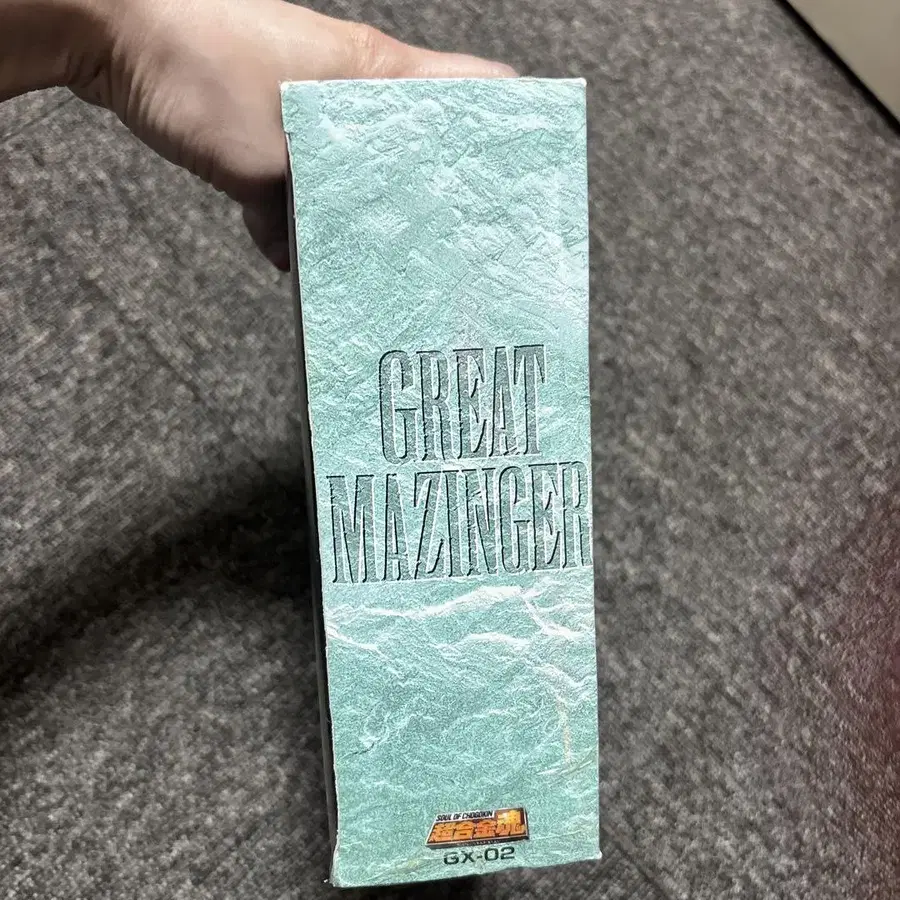 GREAT
MAZINGER
SOUL OF CHOGOKIN
超合金魂
GX-02